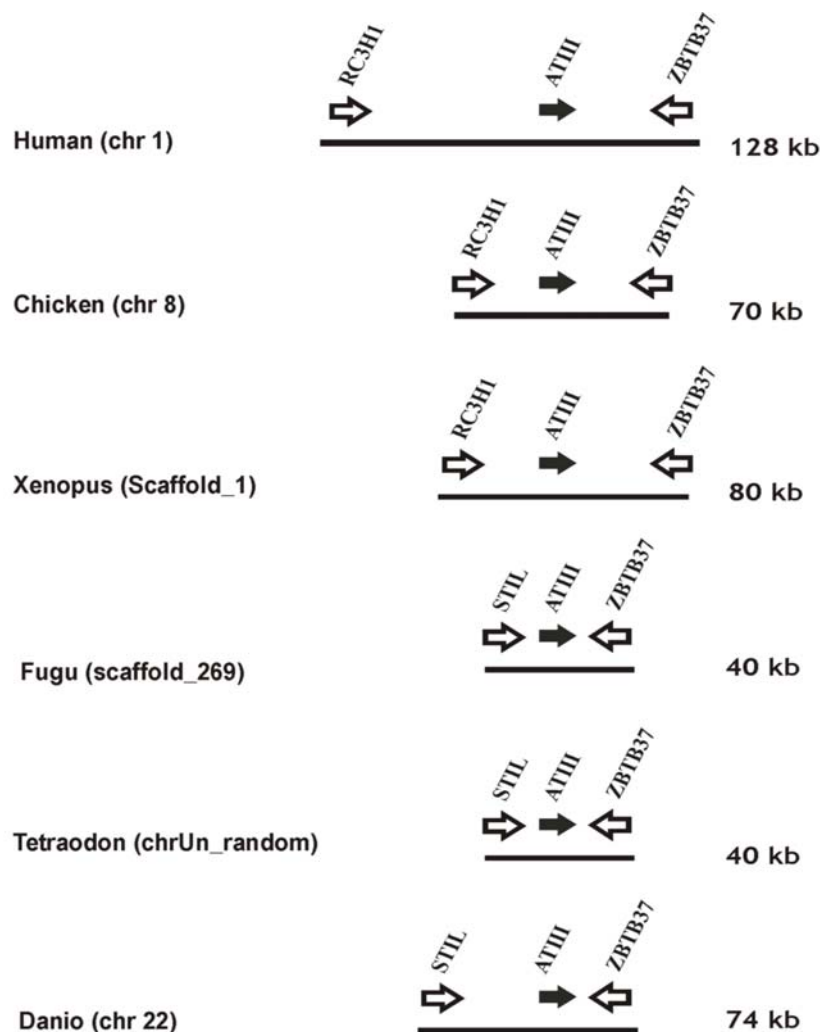 RC3H1 ATIII ZBTB37
Human (chr 1) 128 kb
RC3H1 ATIII ZBTB37
Chicken (chr 8) 70 kb
RC3H1 ATIII ZBTB37
Xenopus (Scaffold_1) 80 kb
STIL ATIII ZBTB37
Fugu (scaffold_269) 40 kb
STIL ATIII ZBTB37
Tetraodon (chrUn_random) 40 kb
STIL ATIII ZBTB37
Danio (chr 22) 74 kb